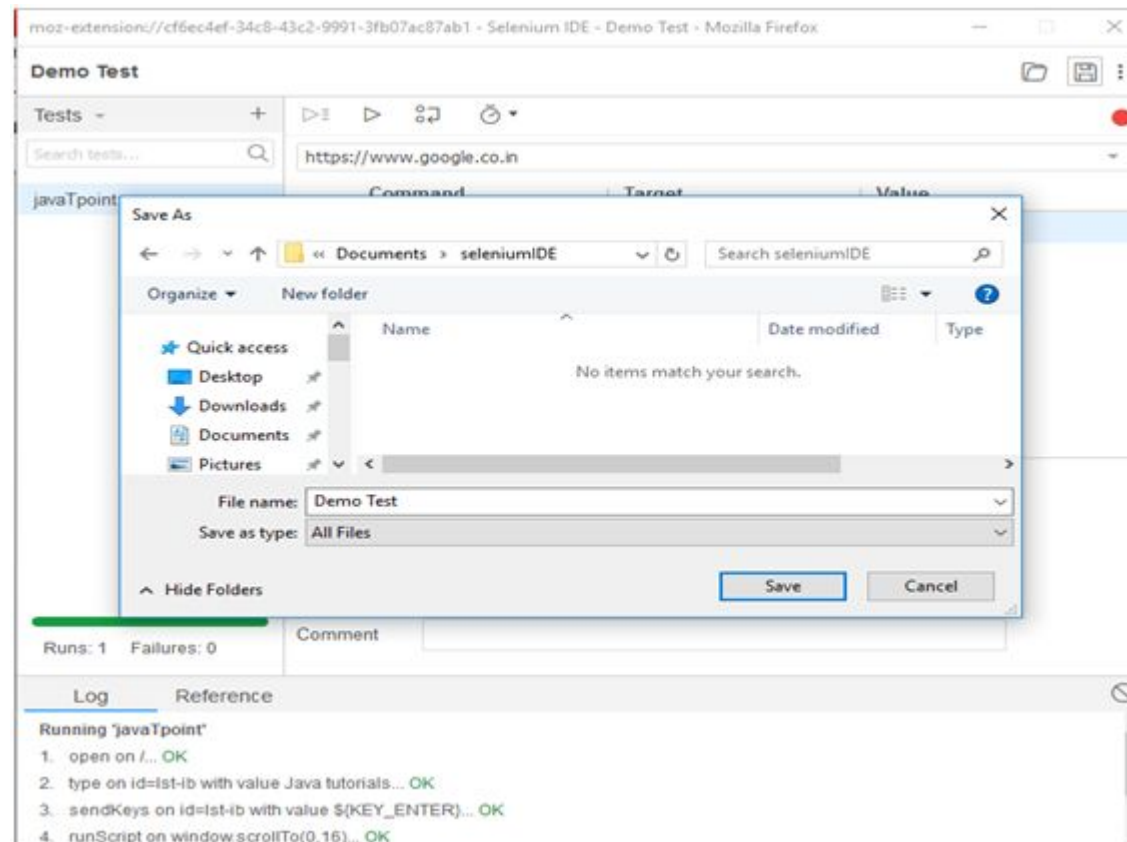 moz-extension://cf6ec4ef-34c8-43c2-9991-3fb07ac87ab1 - Selenium IDE - Demo Test - Mozilla Firefox
Demo Test
Tests
Search tests...
https://www.google.co.in
Command Target Value
javaTpoint
Save As
« Documents > seleniumIDE
Search seleniumIDE
Organize New folder
Name Date modified Type
Quick access
No items match your search.
Desktop
Downloads
Documents
Pictures
File name: Demo Test
Save as type: All Files
Hide Folders
Save Cancel
Runs: 1 Failures: 0
Comment
Log Reference
Running 'javaTpoint'
1. open on /... OK
2. type on id=lst-ib with value Java tutorials... OK
3. sendKeys on id=lst-ib with value ${KEY_ENTER}... OK
4. runScript on window.scrollTo(0,16)... OK